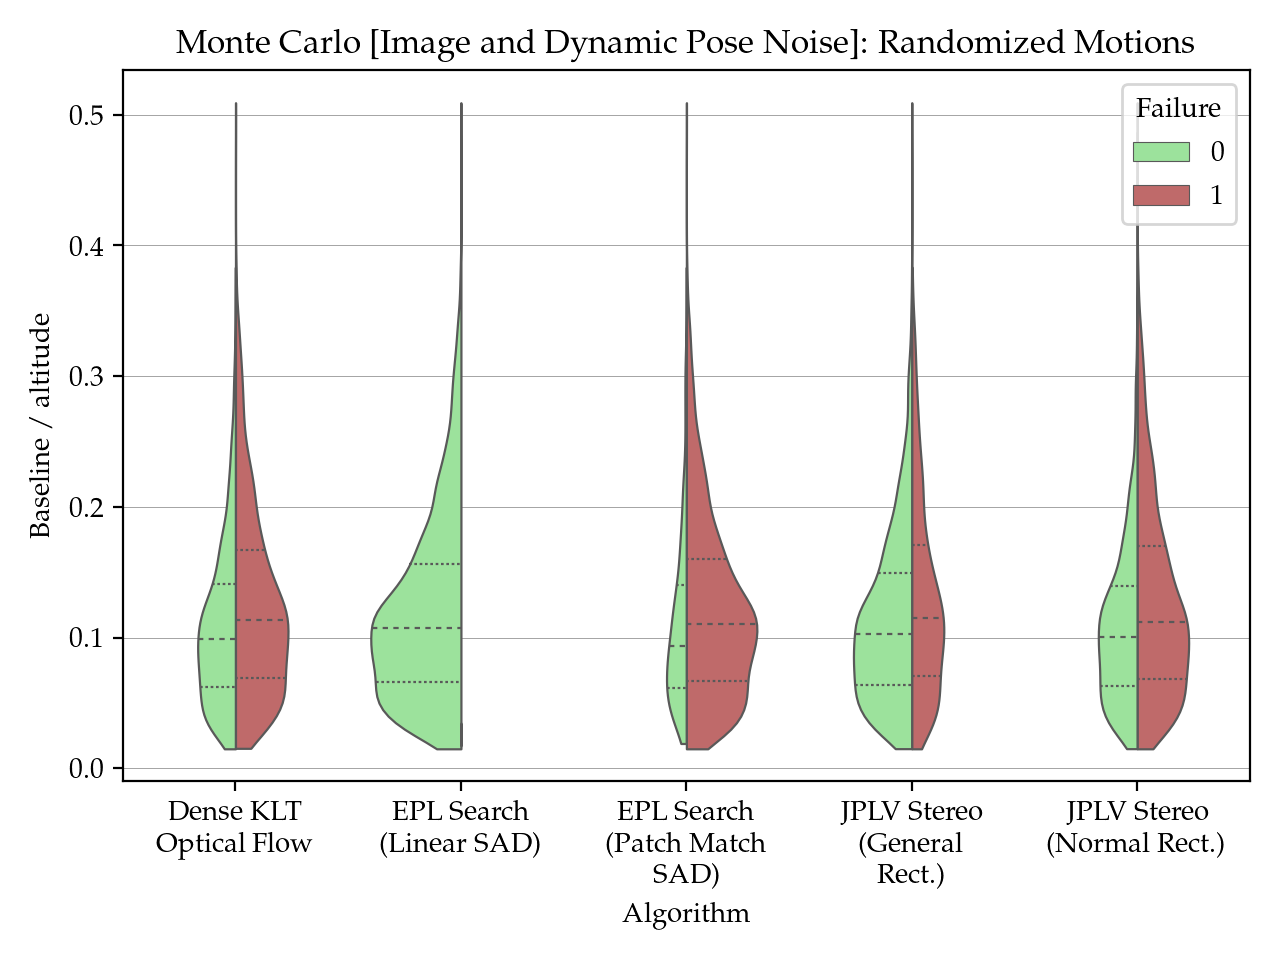 Monte Carlo [Image and Dynamic Pose Noise]: Randomized Motions
Failure
0
1
0.5
0.4
0.3
0.2
0.1
0.0
Baseline / altitude
Dense KLT
Optical Flow
EPL Search
(Linear SAD)
EPL Search
(Patch Match
SAD)
JPLV Stereo
(General
Rect.)
JPLV Stereo
(Normal Rect.)
Algorithm